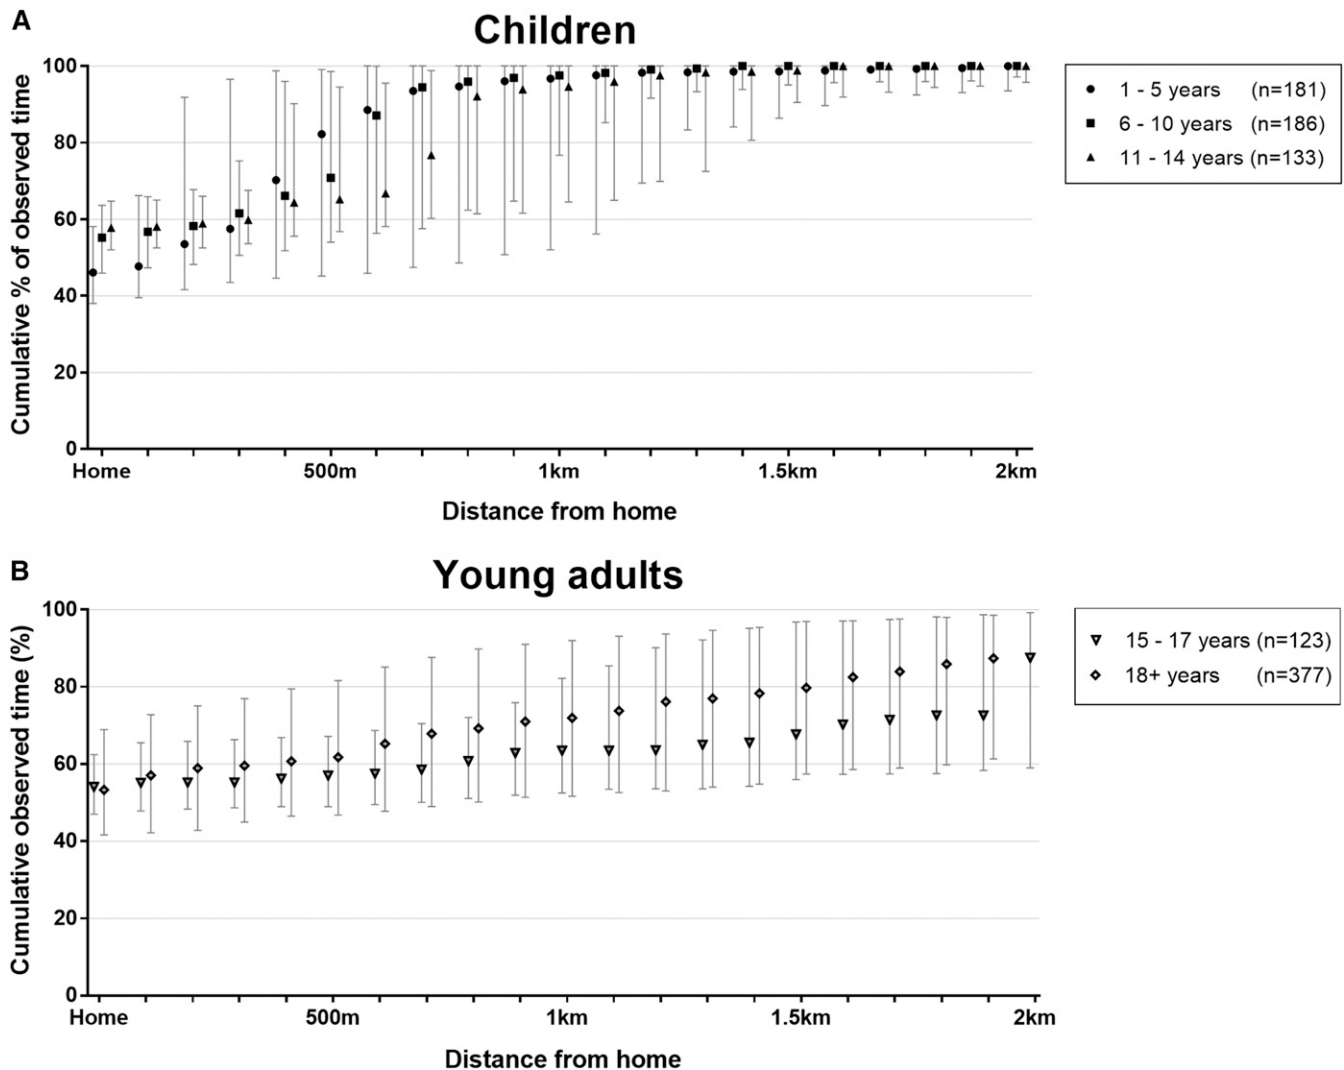 A
Children
Cumulative % of observed time
100
80
60
40
20
0
Home 500m 1km 1.5km 2km
Distance from home
1 - 5 years (n=181)
6 - 10 years (n=186)
11 - 14 years (n=133)
B
Young adults
Cumulative observed time (%)
100
80
60
40
20
0
Home 500m 1km 1.5km 2km
Distance from home
15 - 17 years (n=123)
18+ years (n=377)